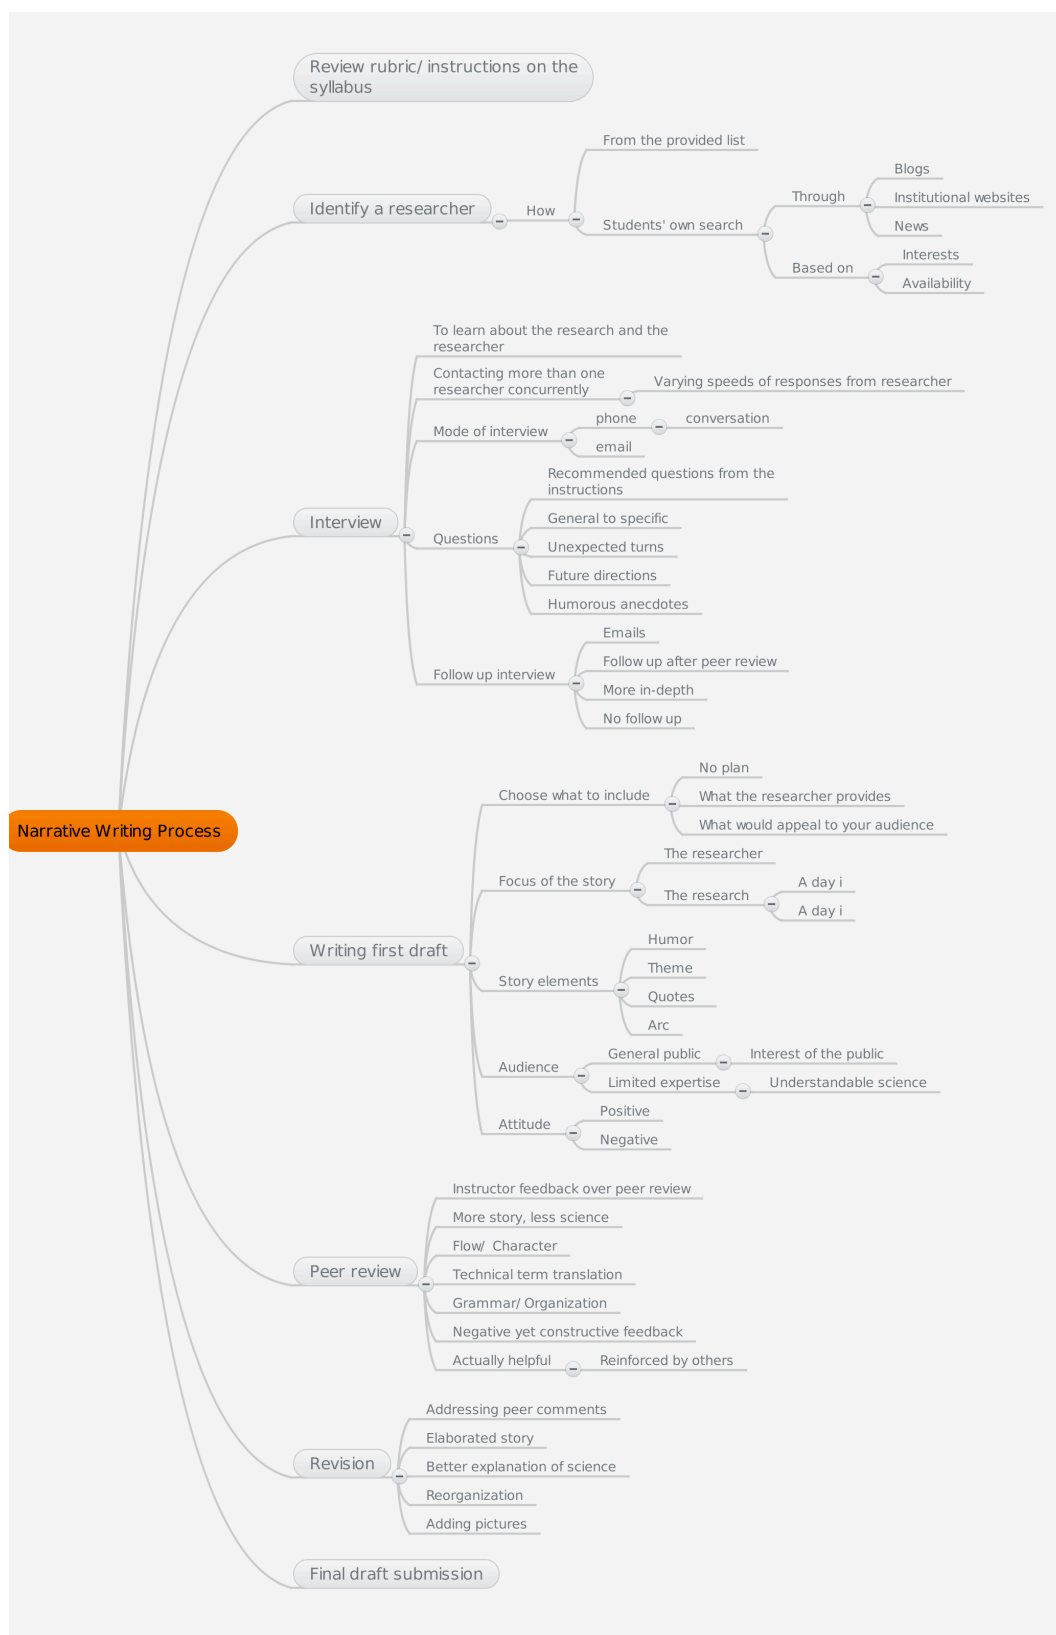 Review rubric/ instructions on the
syllabus
From the provided list
Blogs
Through
Institutional websites
Identify a researcher
How
Students' own search
News
Interests
Based on
Availability
To learn about the research and the
researcher
Contacting more than one
researcher concurrently
Varying speeds of responses from researcher
phone
conversation
Mode of interview
email
Recommended questions from the
instructions
General to specific
Interview
Questions
Unexpected turns
Future directions
Humorous anecdotes
Emails
Follow up after peer review
Follow up interview
More in-depth
No follow up
No plan
Choose what to include
What the researcher provides
What would appeal to your audience
Narrative Writing Process
The researcher
Focus of the story
The research
A day i
A day i
Writing first draft
Humor
Theme
Story elements
Quotes
Arc
General public
Interest of the public
Audience
Limited expertise
Understandable science
Positive
Attitude
Negative
Instructor feedback over peer review
More story, less science
Flow/ Character
Peer review
Technical term translation
Grammar/ Organization
Negative yet constructive feedback
Actually helpful
Reinforced by others
Addressing peer comments
Elaborated story
Revision
Better explanation of science
Reorganization
Adding pictures
Final draft submission